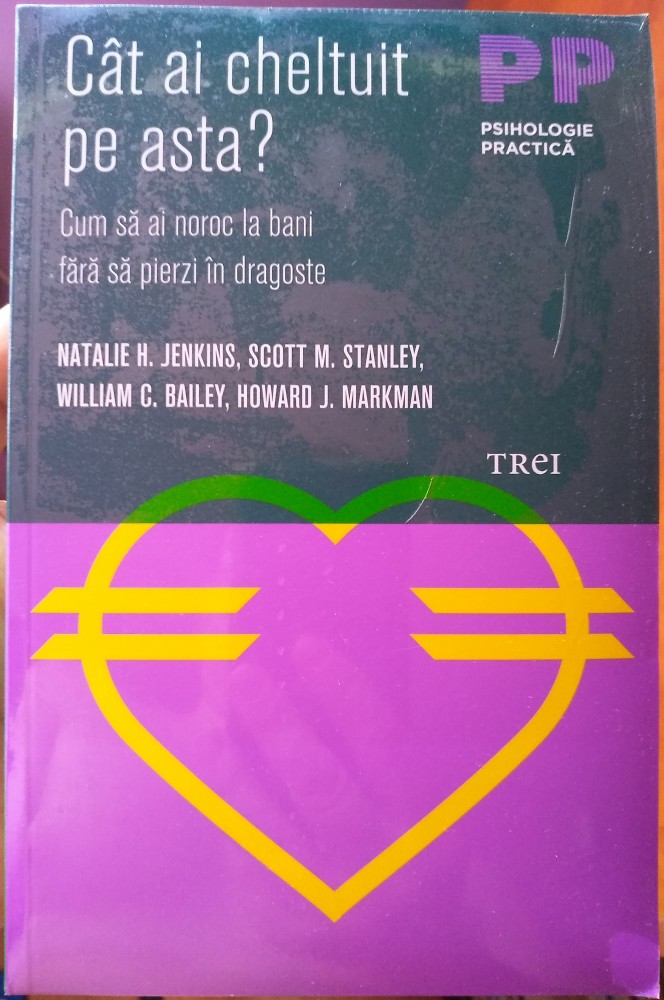 Cât ai cheltuit
pe asta?
PP
PSIHOLOGIE
PRACTICĂ
Cum să ai noroc la bani
fără să pierzi în dragoste
NATALIE H. JENKINS, SCOTT M. STANLEY,
WILLIAM C. BAILEY, HOWARD J. MARKMAN
TREI